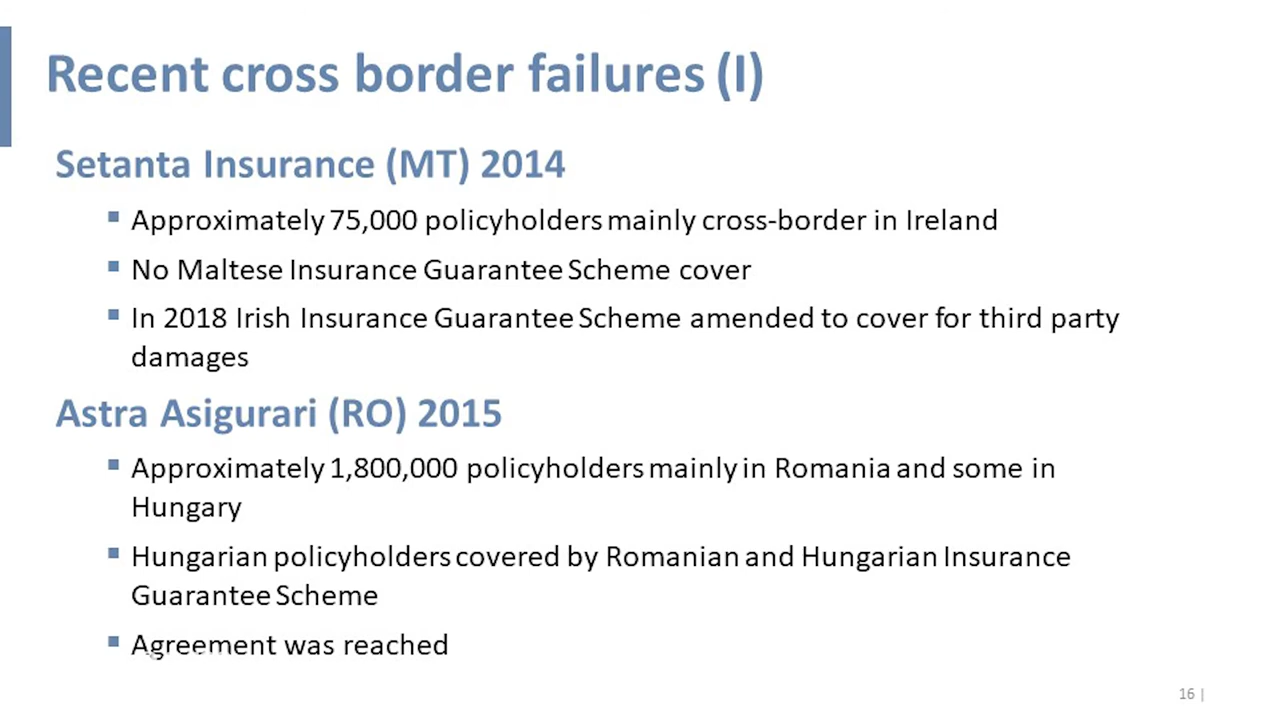 Recent cross border failures (I)
Setanta Insurance (MT) 2014
▪ Approximately 75,000 policyholders mainly cross-border in Ireland
▪ No Maltese Insurance Guarantee Scheme cover
▪ In 2018 Irish Insurance Guarantee Scheme amended to cover for third party
damages
Astra Asigurari (RO) 2015
▪ Approximately 1,800,000 policyholders mainly in Romania and some in
Hungary
▪ Hungarian policyholders covered by Romanian and Hungarian Insurance
Guarantee Scheme
▪ Agreement was reached
16 |